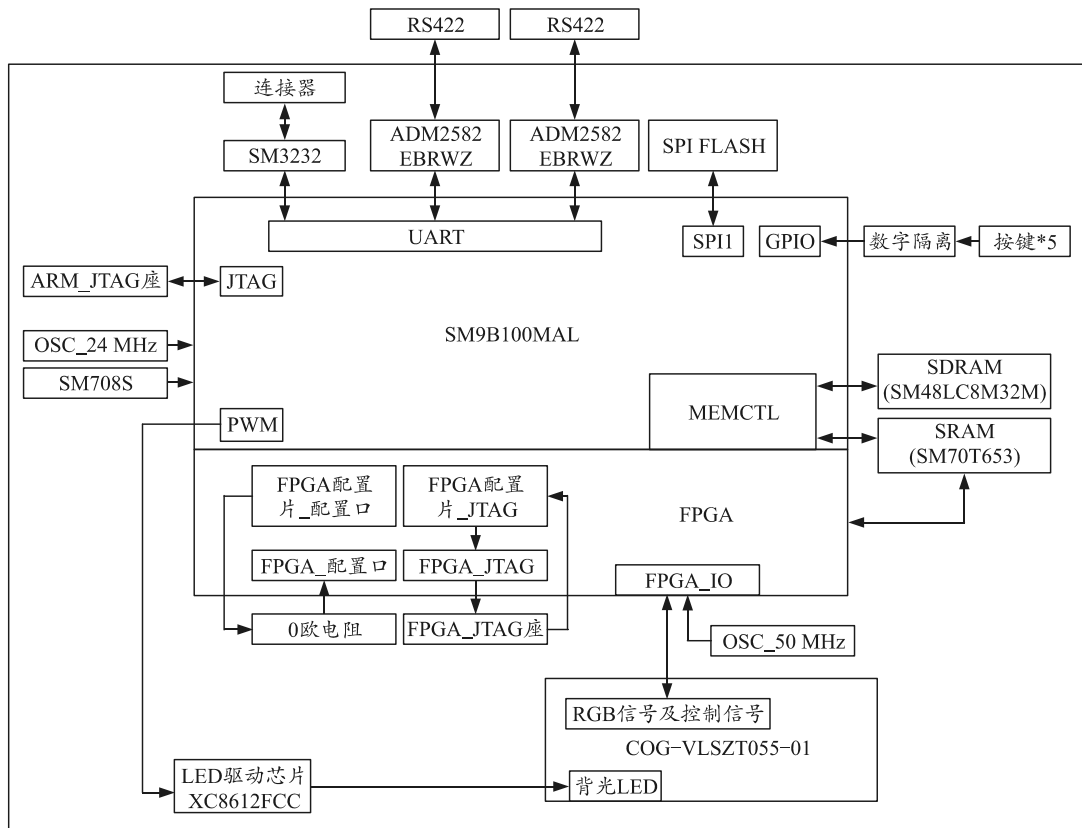 RS422
RS422
连接器
SM3232
ADM2582
EBRWZ
ADM2582
EBRWZ
SPI FLASH
UART
SPI1
GPIO
数字隔离
按键*5
ARM_JTAG座
JTAG
OSC_24 MHz
SM708S
SM9B100MAL
PWM
MEMCTL
SDRAM
(SM48LC8M32M)
SRAM
(SM70T653)
FPGA配置
片_配置口
FPGA配置
片_JTAG
FPGA
FPGA_配置口
FPGA_JTAG
FPGA_IO
0欧电阻
FPGA_JTAG座
OSC_50 MHz
RGB信号及控制信号
COG-VLSZT055-01
LED驱动芯片
XC8612FCC
背光LED